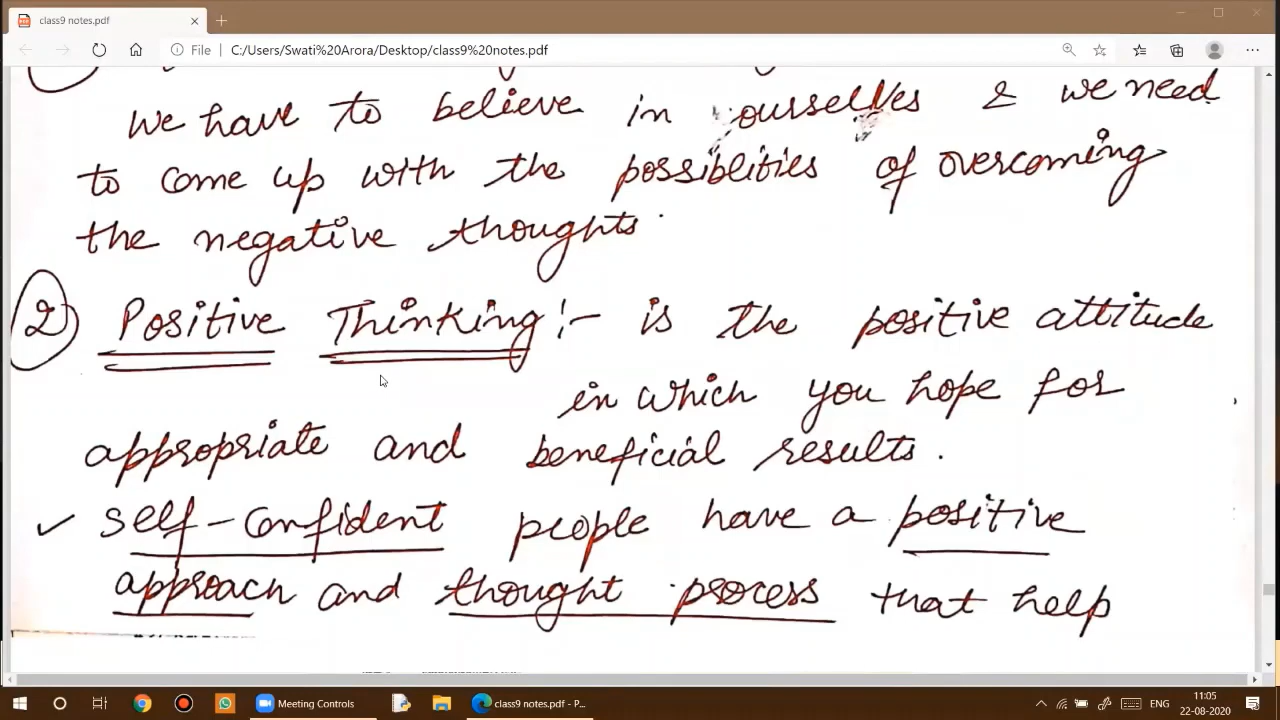 class9 notes.pdf
File C:/Users/Swati%20Arora/Desktop/class9%20notes.pdf
We have to believe in ourselves & we need
to come up with the possiblities of overcoming
the negative thoughts.
2) Positive Thinking :- is the positive attitude
in which you hope for
appropriate and beneficial results.
✓ Self-confident people have a positive
approach and thought process that help
Meeting Controls
class9 notes.pdf - P...
ENG
11:05
22-08-2020